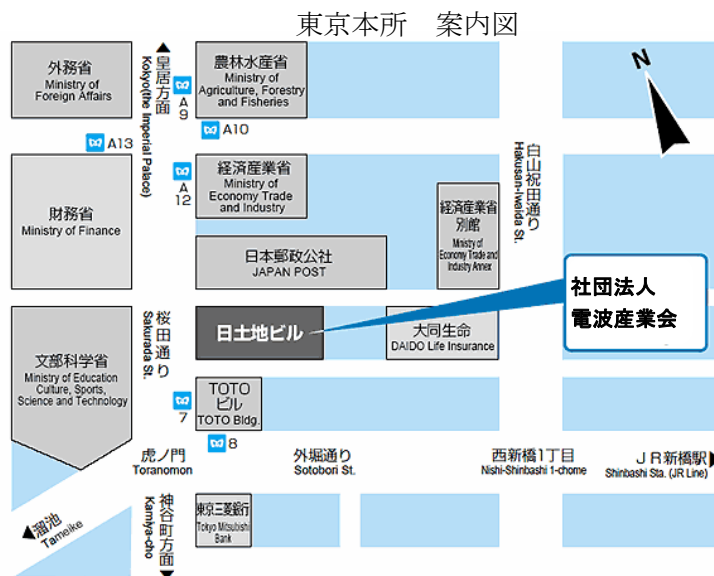 東京本所　案内図
外務省
Ministry of
Foreign Affairs
▲皇居方面
Kokyo(the Imperial Palace)
農林水産省
Ministry of
Agriculture, Forestry
and Fisheries
A
9
A10
A13
N
白山祝田通り
Hakusan-Iwaida St.
財務省
Ministry of Finance
A
12
経済産業省
Ministry of
Economy Trade
and Industry
経済産業省
別館
Ministry of
Economy Trade and
Industry Annex
日本郵政公社
JAPAN POST
社団法人
電波産業会
桜田通り
Sakurada St.
日土地ビル
大同生命
DAIDO Life Insurance
文部科学省
Ministry of Education
Culture, Sports,
Science and Technology
7
TOTO
ビル
TOTO Bldg.
8
虎ノ門
Toranomon
外堀通り
Sotobori St.
西新橋1丁目
Nishi-Shinbashi 1-chome
ＪＲ新橋駅▶
Shinbashi Sta. (JR Line)
◀溜池
Tameike
神谷町方面▼
Kamiya-cho
東京三菱銀行
Tokyo Mitsubishi
Bank